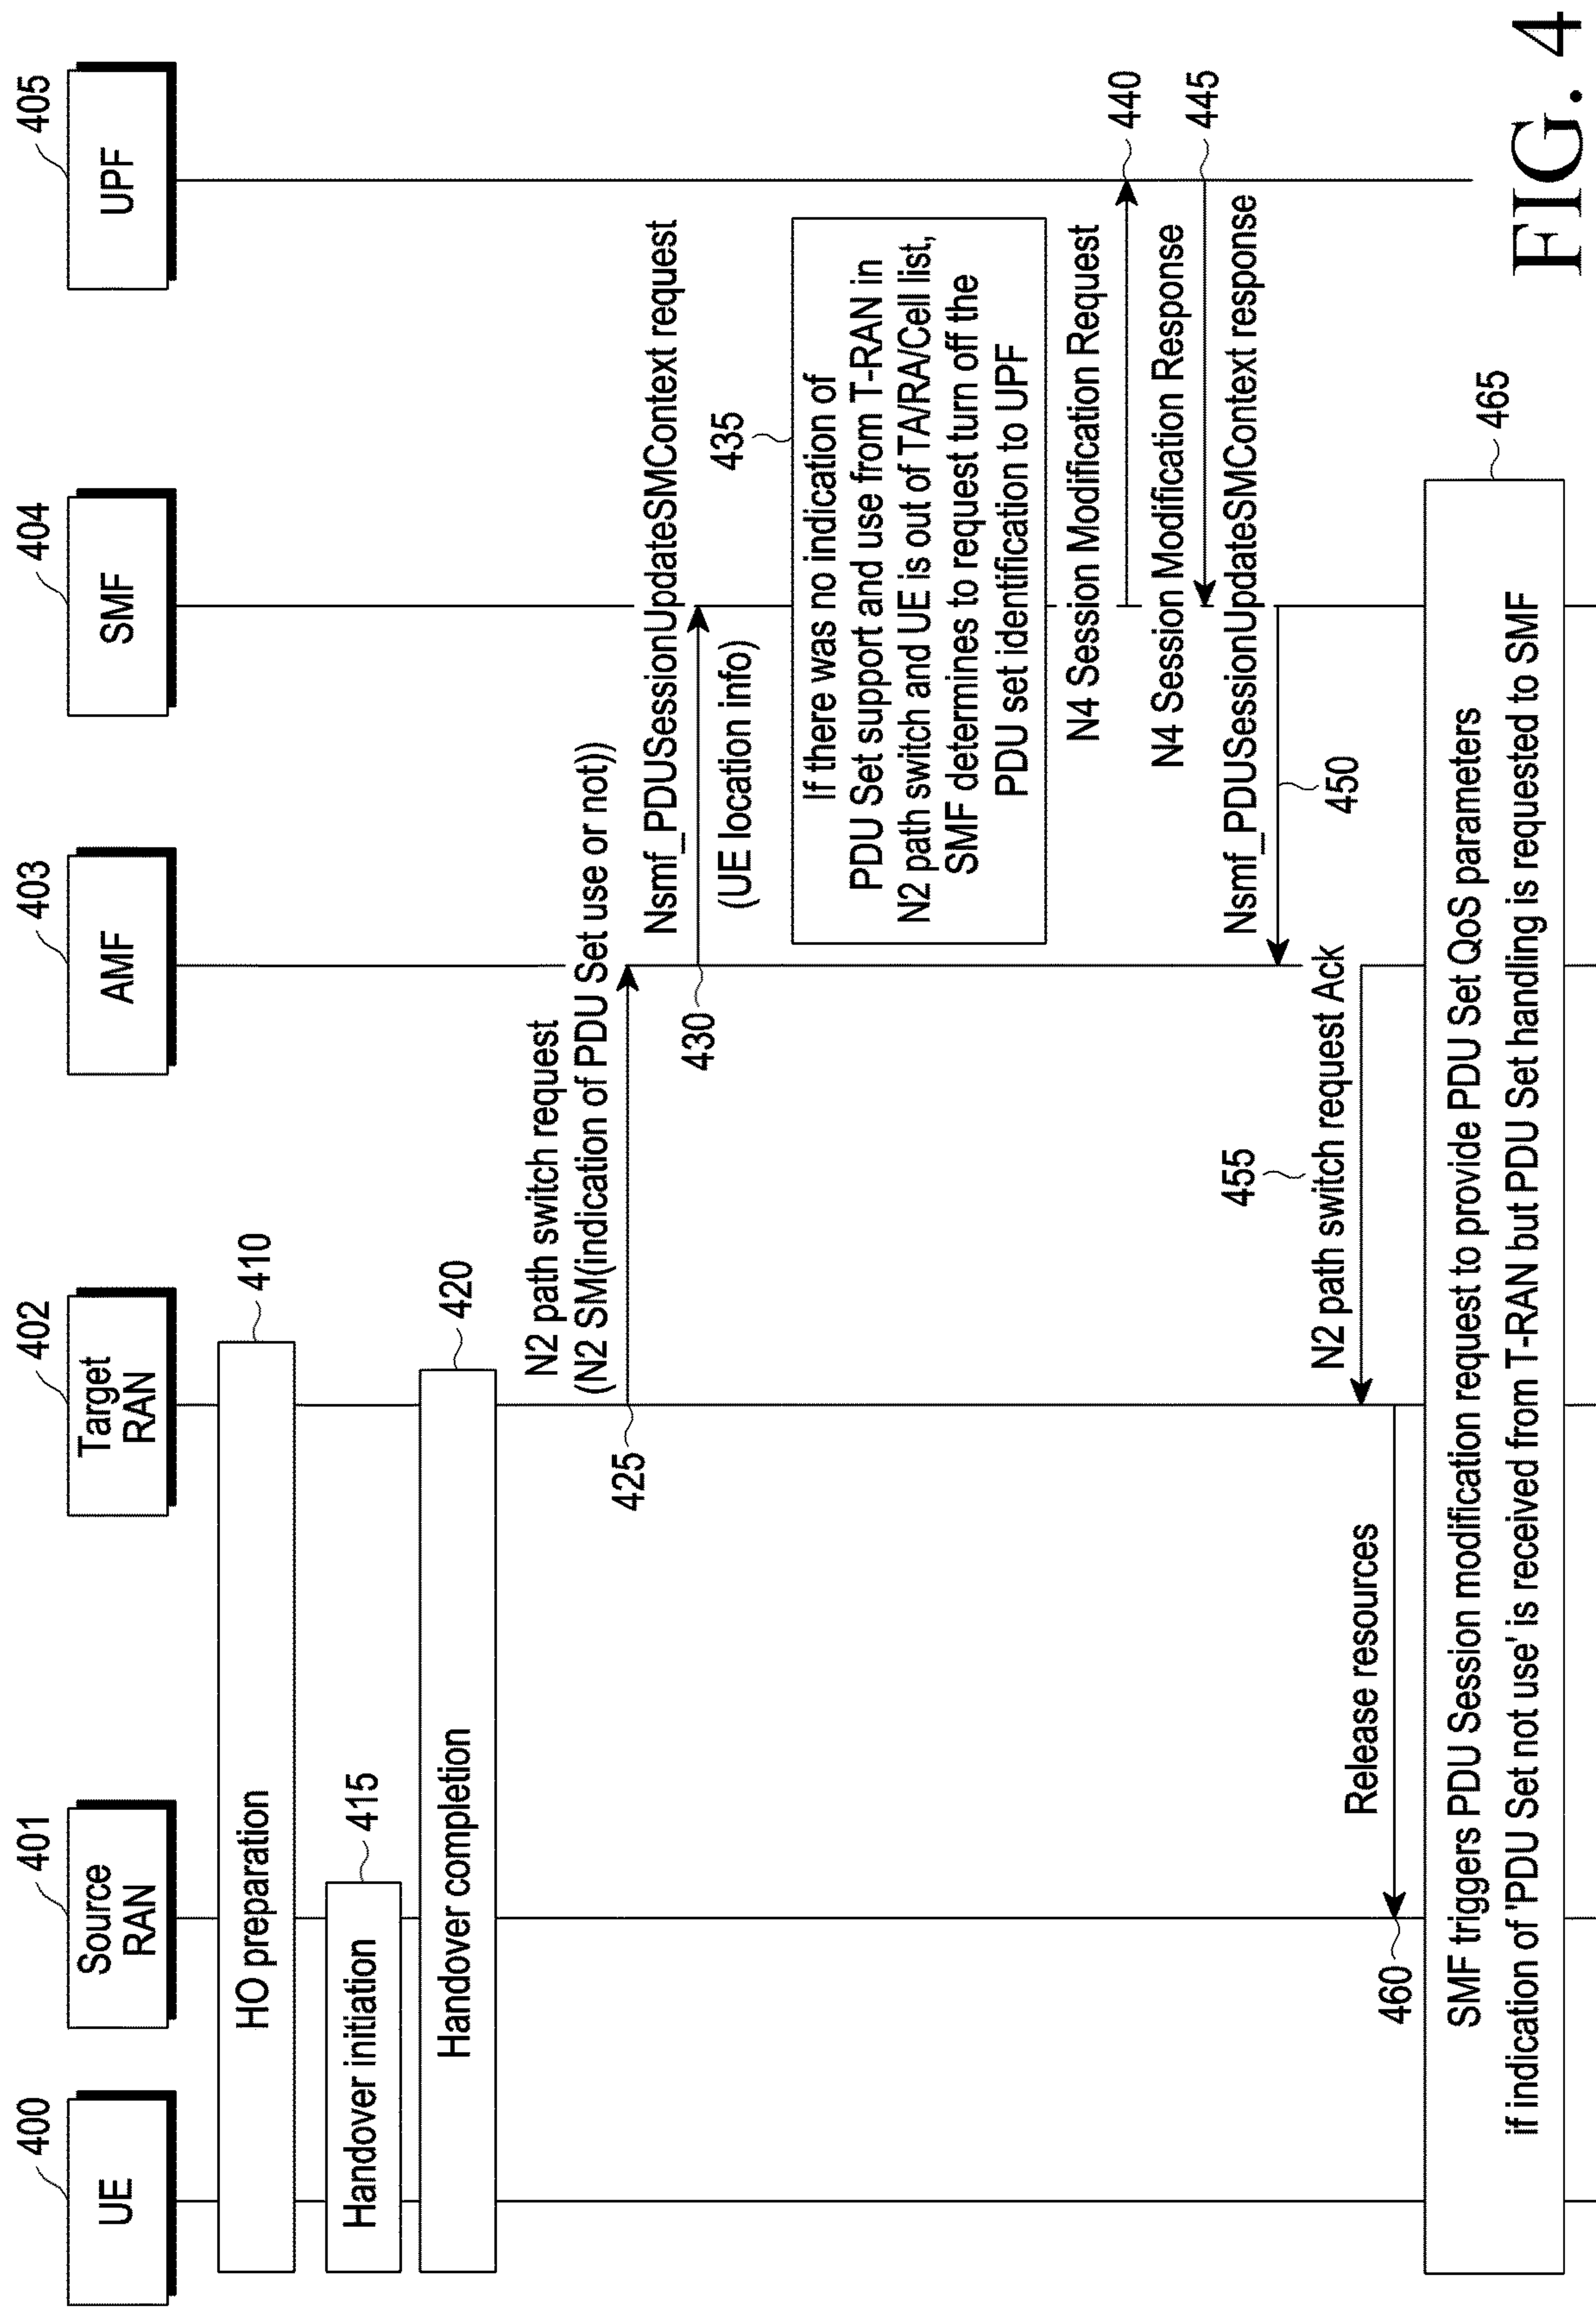 400
UE
401
Source
RAN
402
Target
RAN
403
AMF
404
SMF
405
UPF
HO preparation
410
Handover initiation
415
Handover completion
420
N2 path switch request
(N2 SM(indication of PDU Set use or not))
425
Nsmf_PDUSessionUpdateSMContext request
430
(UE location info)
435
If there was no indication of
PDU Set support and use from T-RAN in
N2 path switch and UE is out of TA/RA/Cell list,
SMF determines to request turn off the
PDU set identification to UPF
N4 Session Modification Request
440
N4 Session Modification Response
445
Nsmf_PDUSessionUpdateSMContext response
450
455
N2 path switch request Ack
Release resources
460
465
SMF triggers PDU Session modification request to provide PDU Set QoS parameters
if indication of 'PDU Set not use' is received from T-RAN but PDU Set handling is requested to SMF
FIG. 4